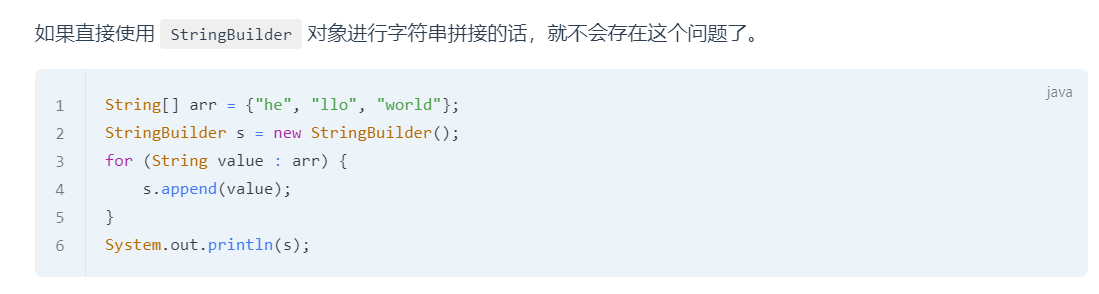 如果直接使用 StringBuilder 对象进行字符串拼接的话，就不会存在这个问题了。
java
1 String[] arr = {"he", "llo", "world"};
2 StringBuilder s = new StringBuilder();
3 for (String value : arr) {
4     s.append(value);
5 }
6 System.out.println(s);